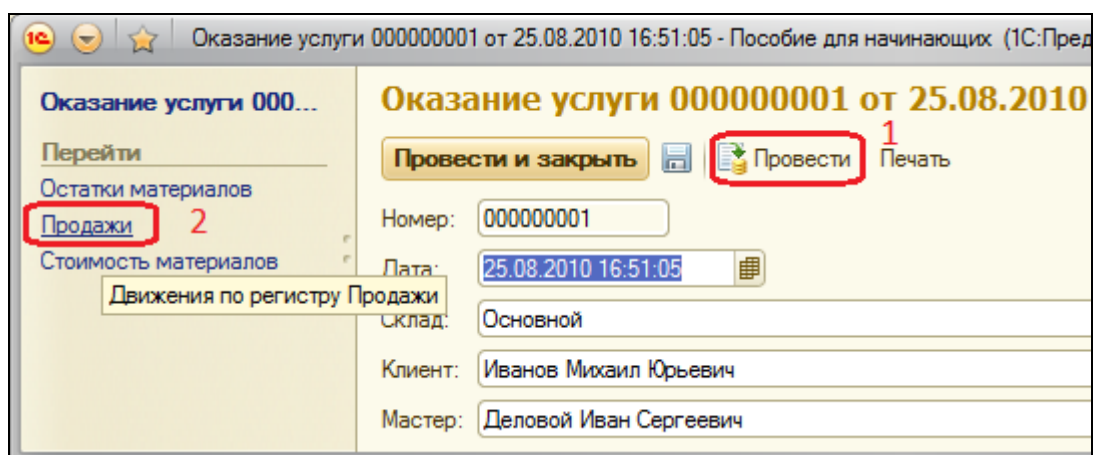 1С Оказание услуги 000000001 от 25.08.2010 16:51:05 - Пособие для начинающих (1С:Пред
Оказание услуги 000...
Перейти
Остатки материалов
Продажи 2
Стоимость материалов
Движения по регистру Продажи
Оказание услуги 000000001 от 25.08.2010
Провести и закрыть Провести 1 Печать
Номер: 000000001
Дата: 25.08.2010 16:51:05
Склад: Основной
Клиент: Иванов Михаил Юрьевич
Мастер: Деловой Иван Сергеевич